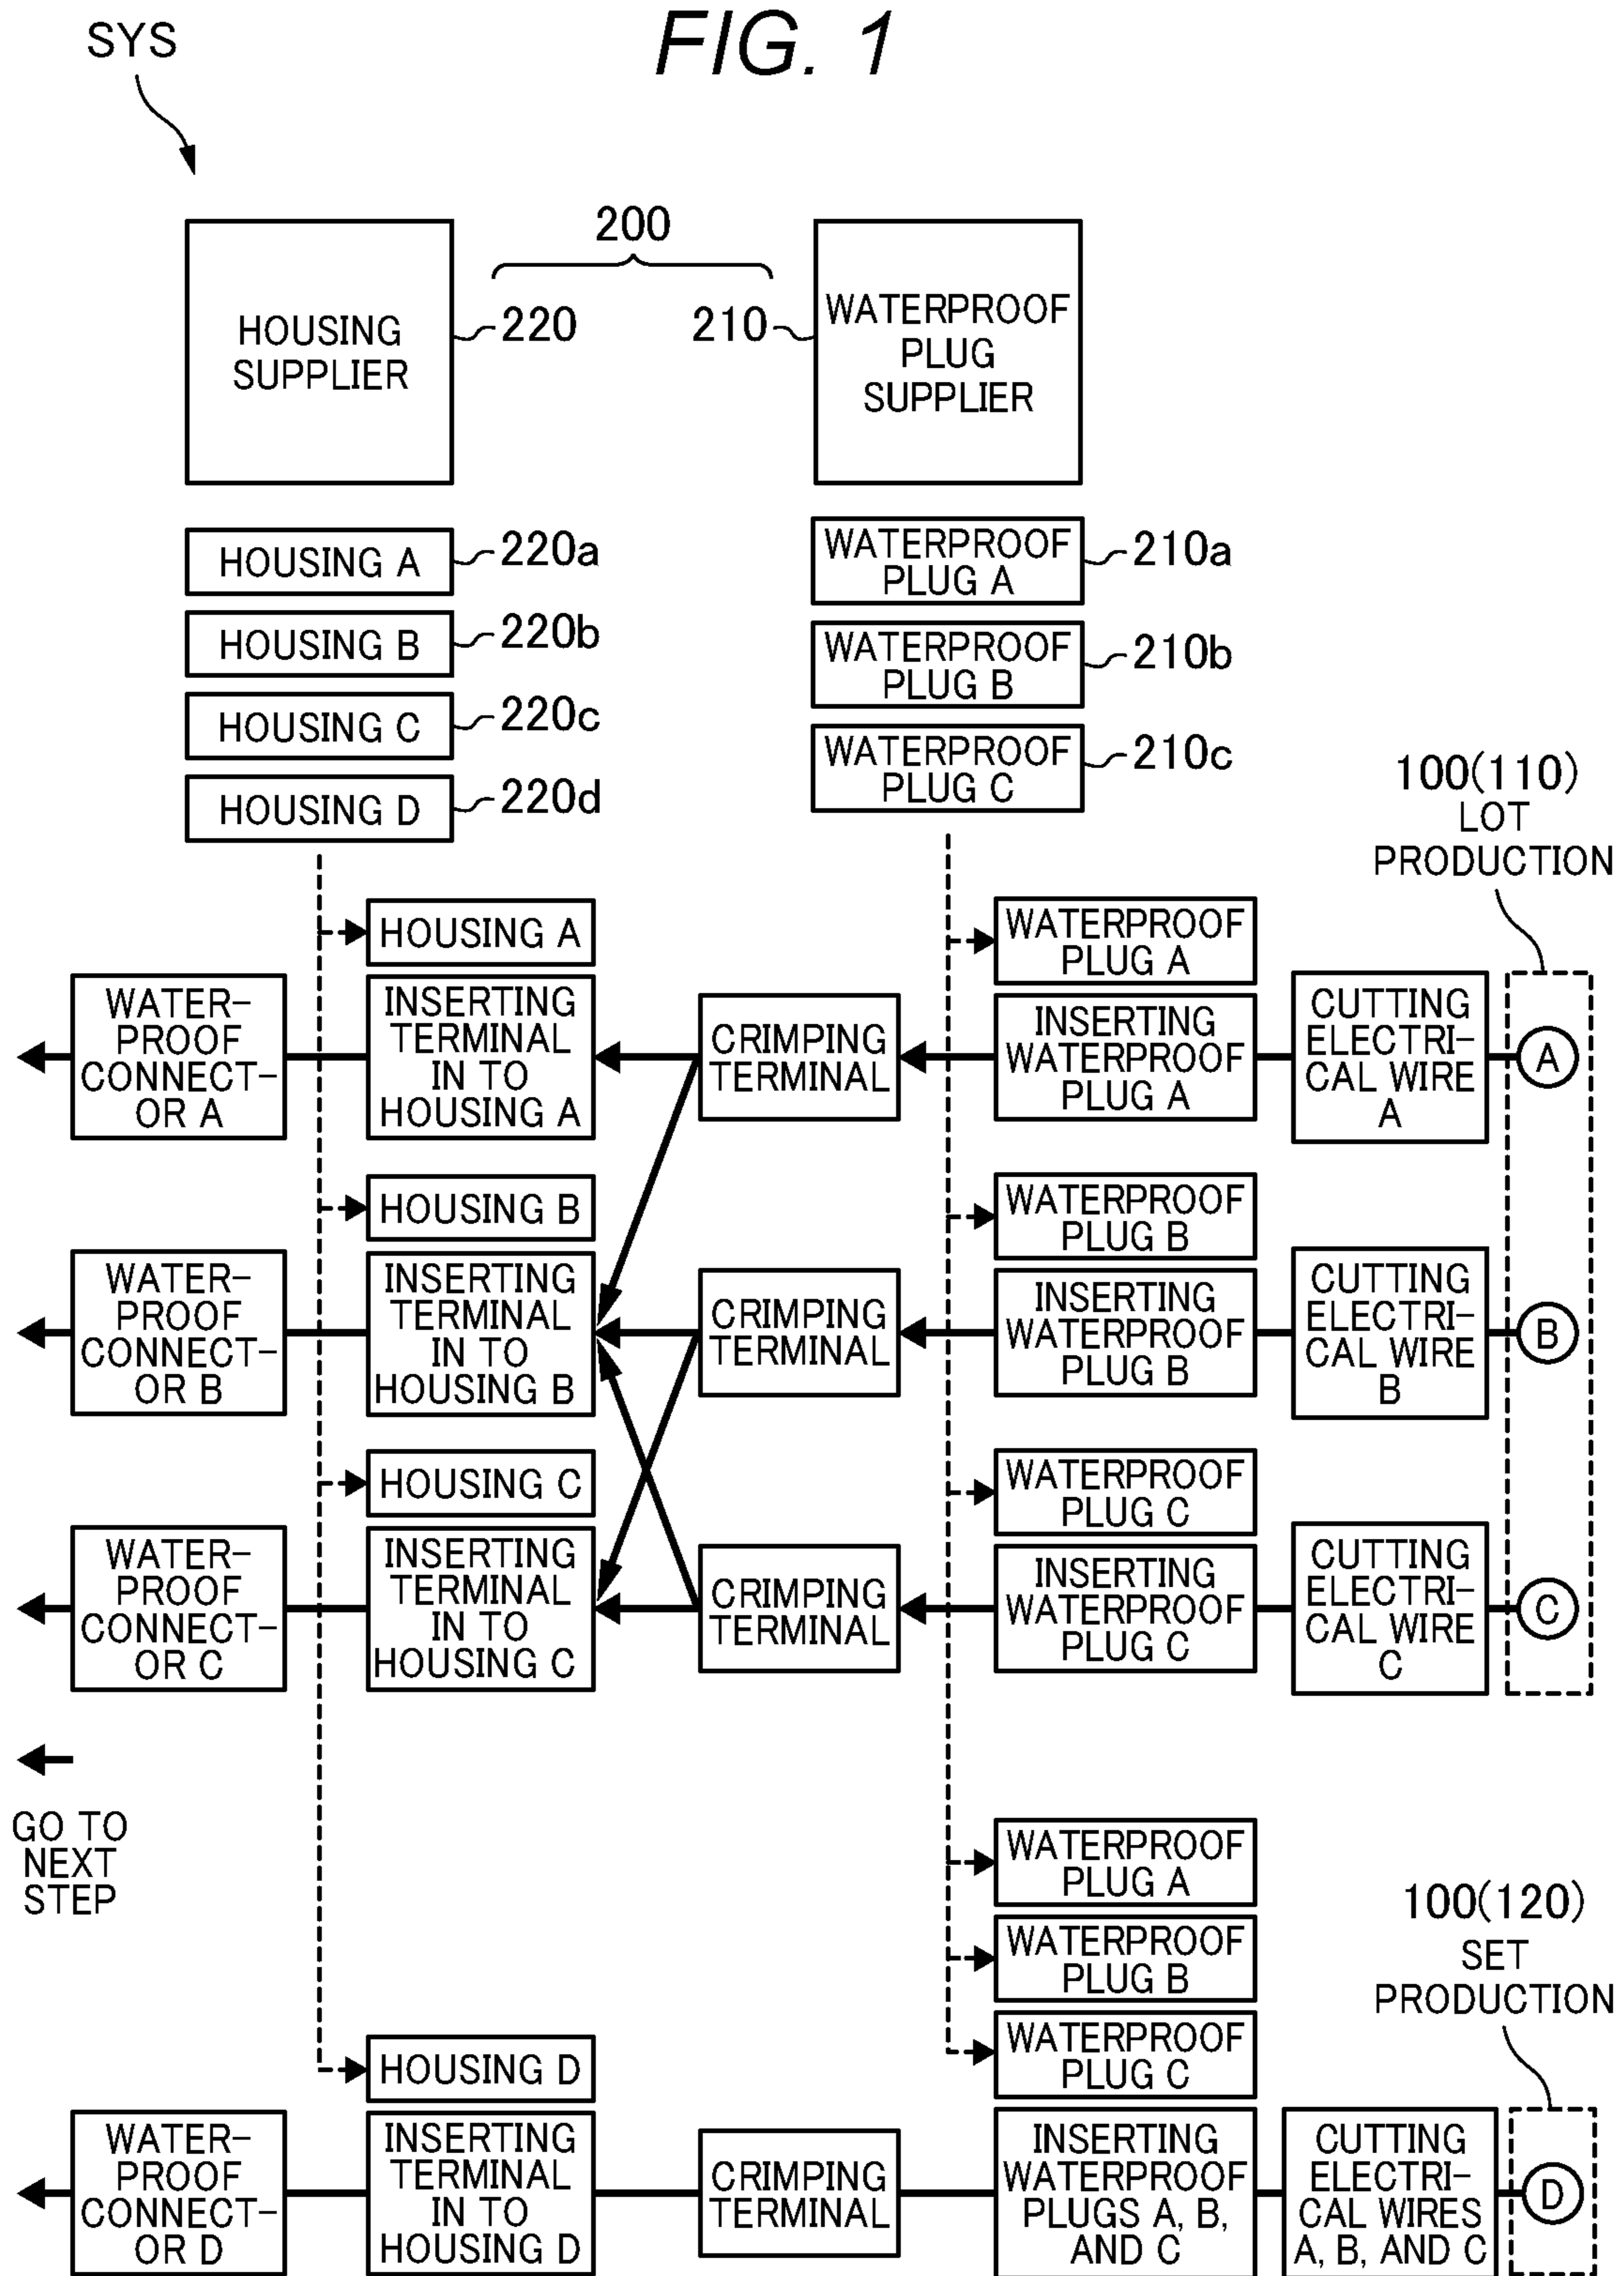 FIG. 1
SYS
200
HOUSING
SUPPLIER
220
210
WATERPROOF
PLUG
SUPPLIER
HOUSING A
220a
HOUSING B
220b
HOUSING C
220c
HOUSING D
220d
WATERPROOF
PLUG A
210a
WATERPROOF
PLUG B
210b
WATERPROOF
PLUG C
210c
100(110)
LOT
PRODUCTION
HOUSING A
WATERPROOF
PLUG A
WATER-
PROOF
CONNECT-
OR A
INSERTING
TERMINAL
IN TO
HOUSING A
CRIMPING
TERMINAL
INSERTING
WATERPROOF
PLUG A
CUTTING
ELECTRI-
CAL WIRE
A
A
HOUSING B
WATERPROOF
PLUG B
WATER-
PROOF
CONNECT-
OR B
INSERTING
TERMINAL
IN TO
HOUSING B
CRIMPING
TERMINAL
INSERTING
WATERPROOF
PLUG B
CUTTING
ELECTRI-
CAL WIRE
B
B
HOUSING C
WATERPROOF
PLUG C
WATER-
PROOF
CONNECT-
OR C
INSERTING
TERMINAL
IN TO
HOUSING C
CRIMPING
TERMINAL
INSERTING
WATERPROOF
PLUG C
CUTTING
ELECTRI-
CAL WIRE
C
C
GO TO
NEXT
STEP
WATERPROOF
PLUG A
WATERPROOF
PLUG B
WATERPROOF
PLUG C
100(120)
SET
PRODUCTION
HOUSING D
WATER-
PROOF
CONNECT-
OR D
INSERTING
TERMINAL
IN TO
HOUSING D
CRIMPING
TERMINAL
INSERTING
WATERPROOF
PLUGS A, B,
AND C
CUTTING
ELECTRI-
CAL WIRES
A, B, AND C
D